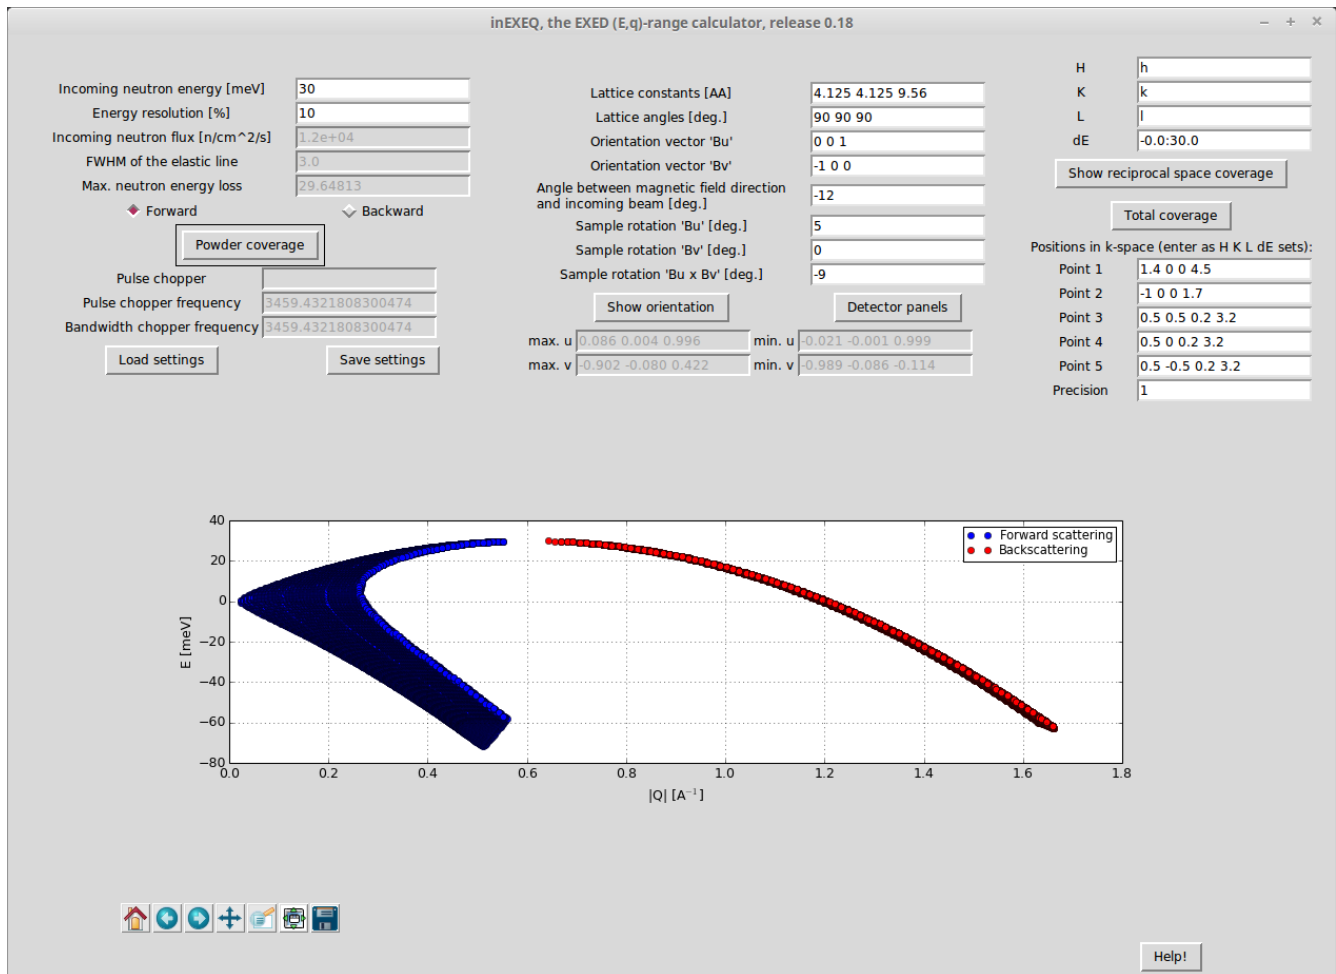 inEXEQ, the EXED (E,q)-range calculator, release 0.18
Incoming neutron energy [meV] 30
Energy resolution [%] 10
Incoming neutron flux [n/cm^2/s] 1.2e+04
FWHM of the elastic line 3.0
Max. neutron energy loss 29.64813
Forward Backward
Powder coverage
Pulse chopper
Pulse chopper frequency 3459.4321808300474
Bandwidth chopper frequency 3459.4321808300474
Load settings Save settings
Lattice constants [AA] 4.125 4.125 9.56
Lattice angles [deg.] 90 90 90
Orientation vector 'Bu' 0 0 1
Orientation vector 'Bv' -1 0 0
Angle between magnetic field direction
and incoming beam [deg.] -12
Sample rotation 'Bu' [deg.] 5
Sample rotation 'Bv' [deg.] 0
Sample rotation 'Bu x Bv' [deg.] -9
Show orientation Detector panels
max. u 0.086 0.004 0.996 min. u -0.021 -0.001 0.999
max. v -0.902 -0.080 0.422 min. v -0.989 -0.086 -0.114
H h
K k
L l
dE -0.0:30.0
Show reciprocal space coverage
Total coverage
Positions in k-space (enter as H K L dE sets):
Point 1 1.4 0 0 4.5
Point 2 -1 0 0 1.7
Point 3 0.5 0.5 0.2 3.2
Point 4 0.5 0 0.2 3.2
Point 5 0.5 -0.5 0.2 3.2
Precision 1
40
20
0
−20
−40
−60
−80
E [meV]
Forward scattering
Backscattering
0.0 0.2 0.4 0.6 0.8 1.0 1.2 1.4 1.6 1.8
|Q| [A⁻¹]
Help!